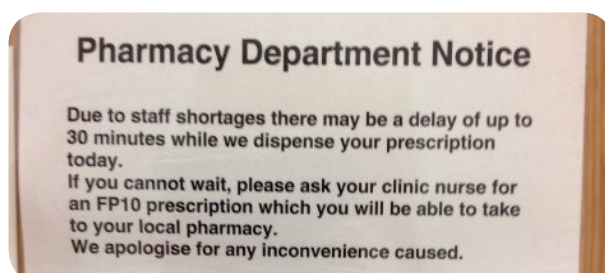 Pharmacy Department Notice
Due to staff shortages there may be a delay of up to
30 minutes while we dispense your prescription
today.
If you cannot wait, please ask your clinic nurse for
an FP10 prescription which you will be able to take
to your local pharmacy.
We apologise for any inconvenience caused.